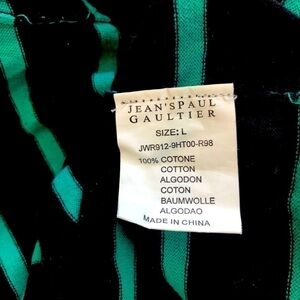 JEAN'SPAUL
GAULTIER
SIZE: L
JWR912-9HT00-R98
100% COTONE
COTTON
ALGODON
COTON
BAUMWOLLE
ALGODAO
MADE IN CHINA